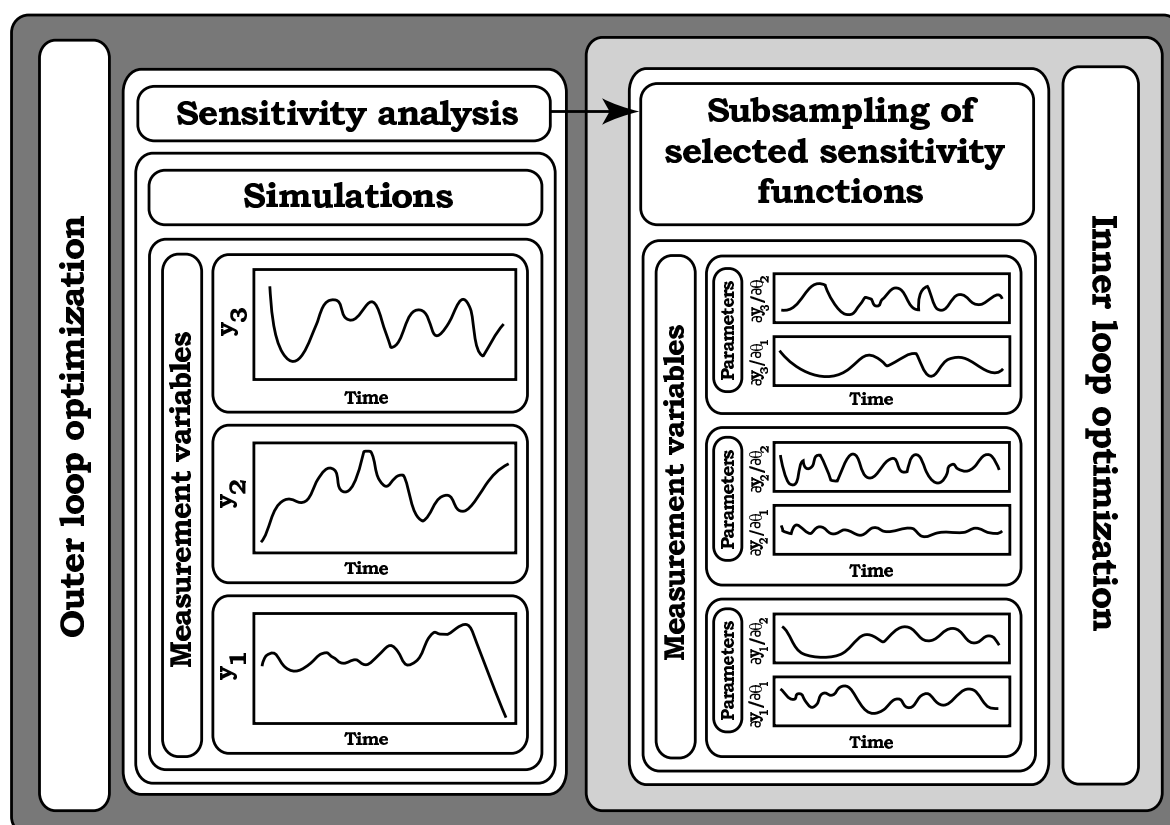 Outer loop optimization
Sensitivity analysis
Simulations
Measurement variables
y3
Time
y2
Time
y1
Time
Subsampling of
selected sensitivity
functions
Measurement variables
Parameters
∂y3/∂θ2
∂y3/∂θ1
Time
Parameters
∂y2/∂θ2
∂y2/∂θ1
Time
Parameters
∂y1/∂θ2
∂y1/∂θ1
Time
Inner loop optimization